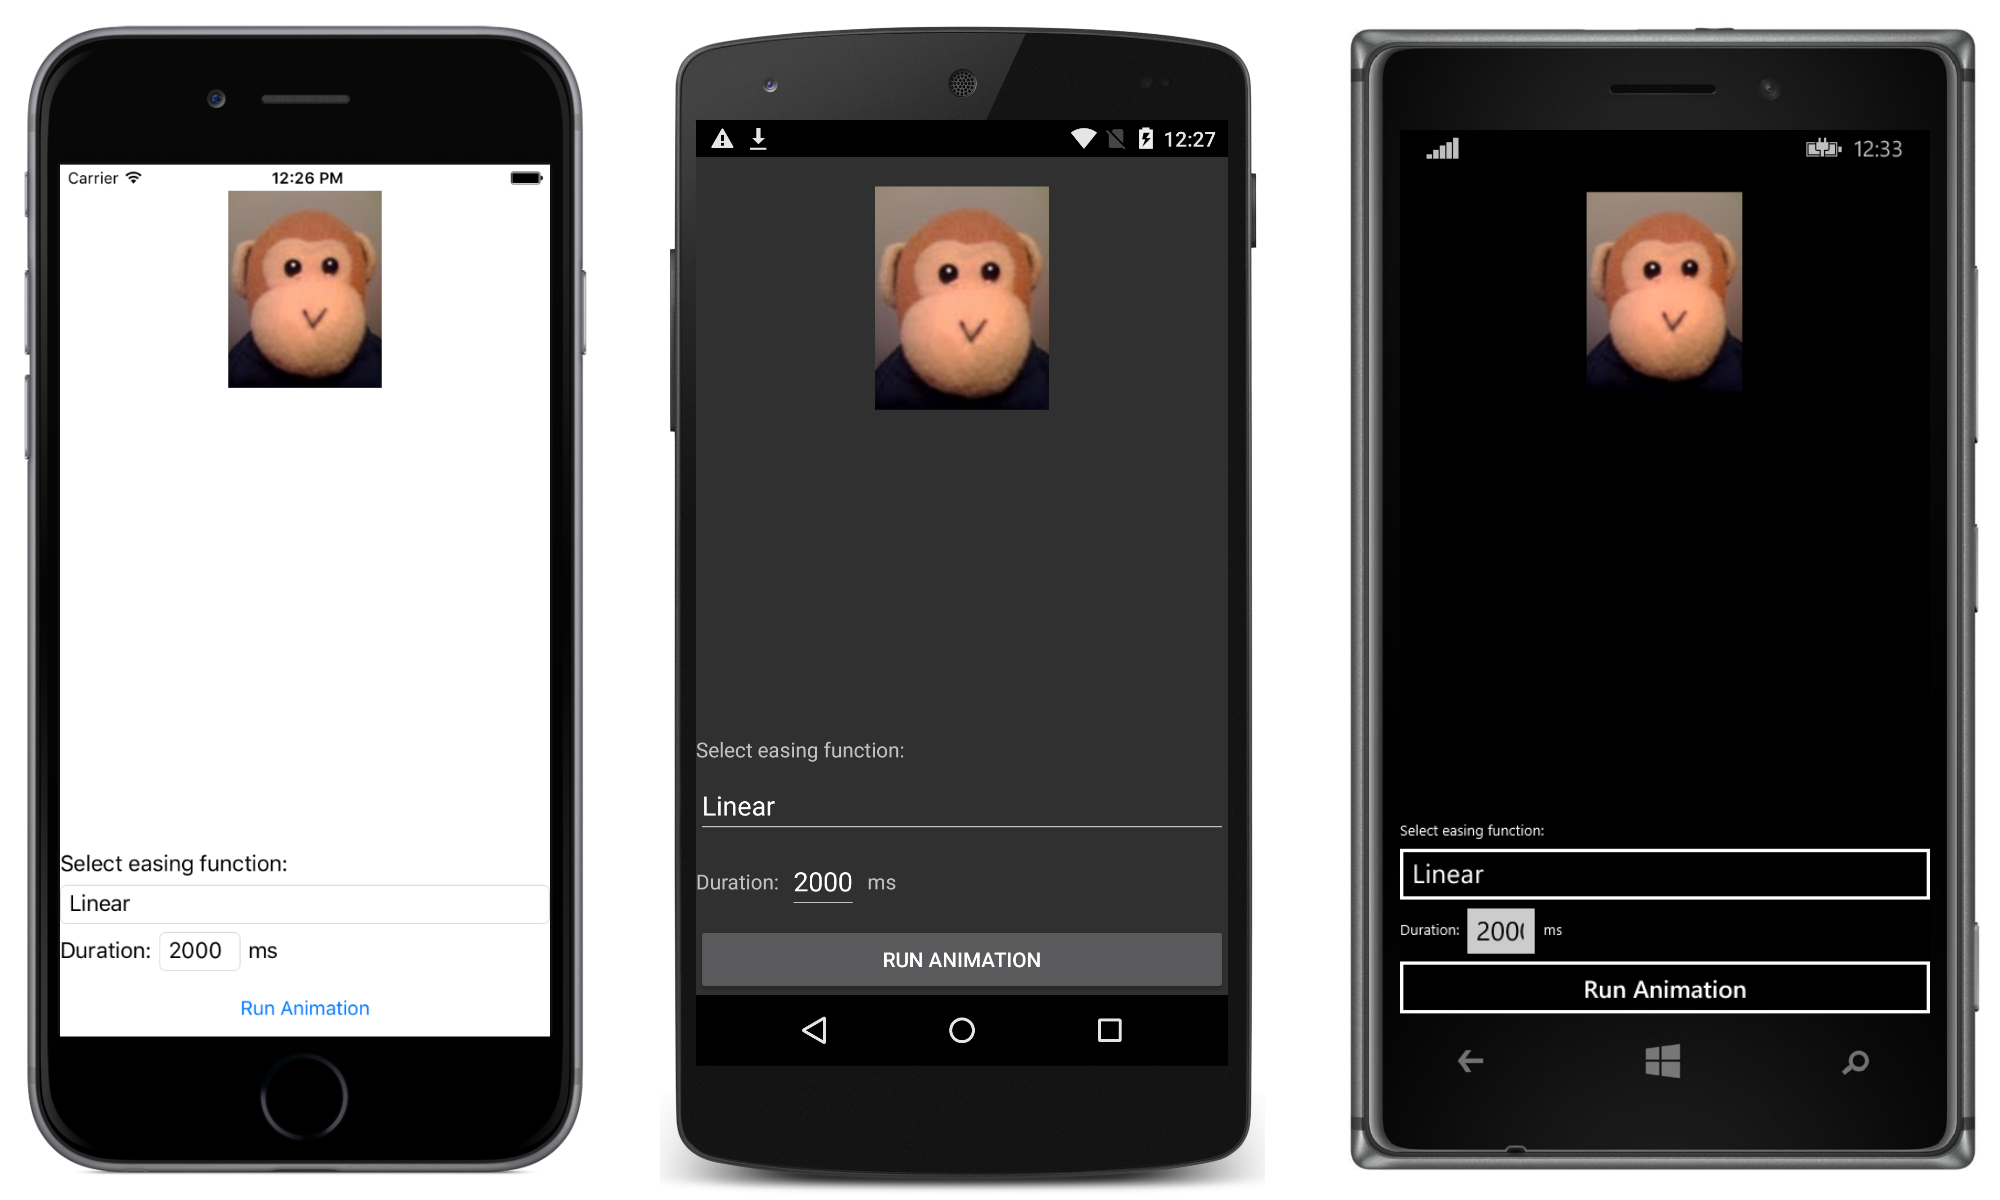 Carrier 12:26 PM
Select easing function:
Linear
Duration: 2000 ms
Run Animation
12:27
Select easing function:
Linear
Duration: 2000 ms
RUN ANIMATION
12:33
Select easing function:
Linear
Duration: 200 ms
Run Animation